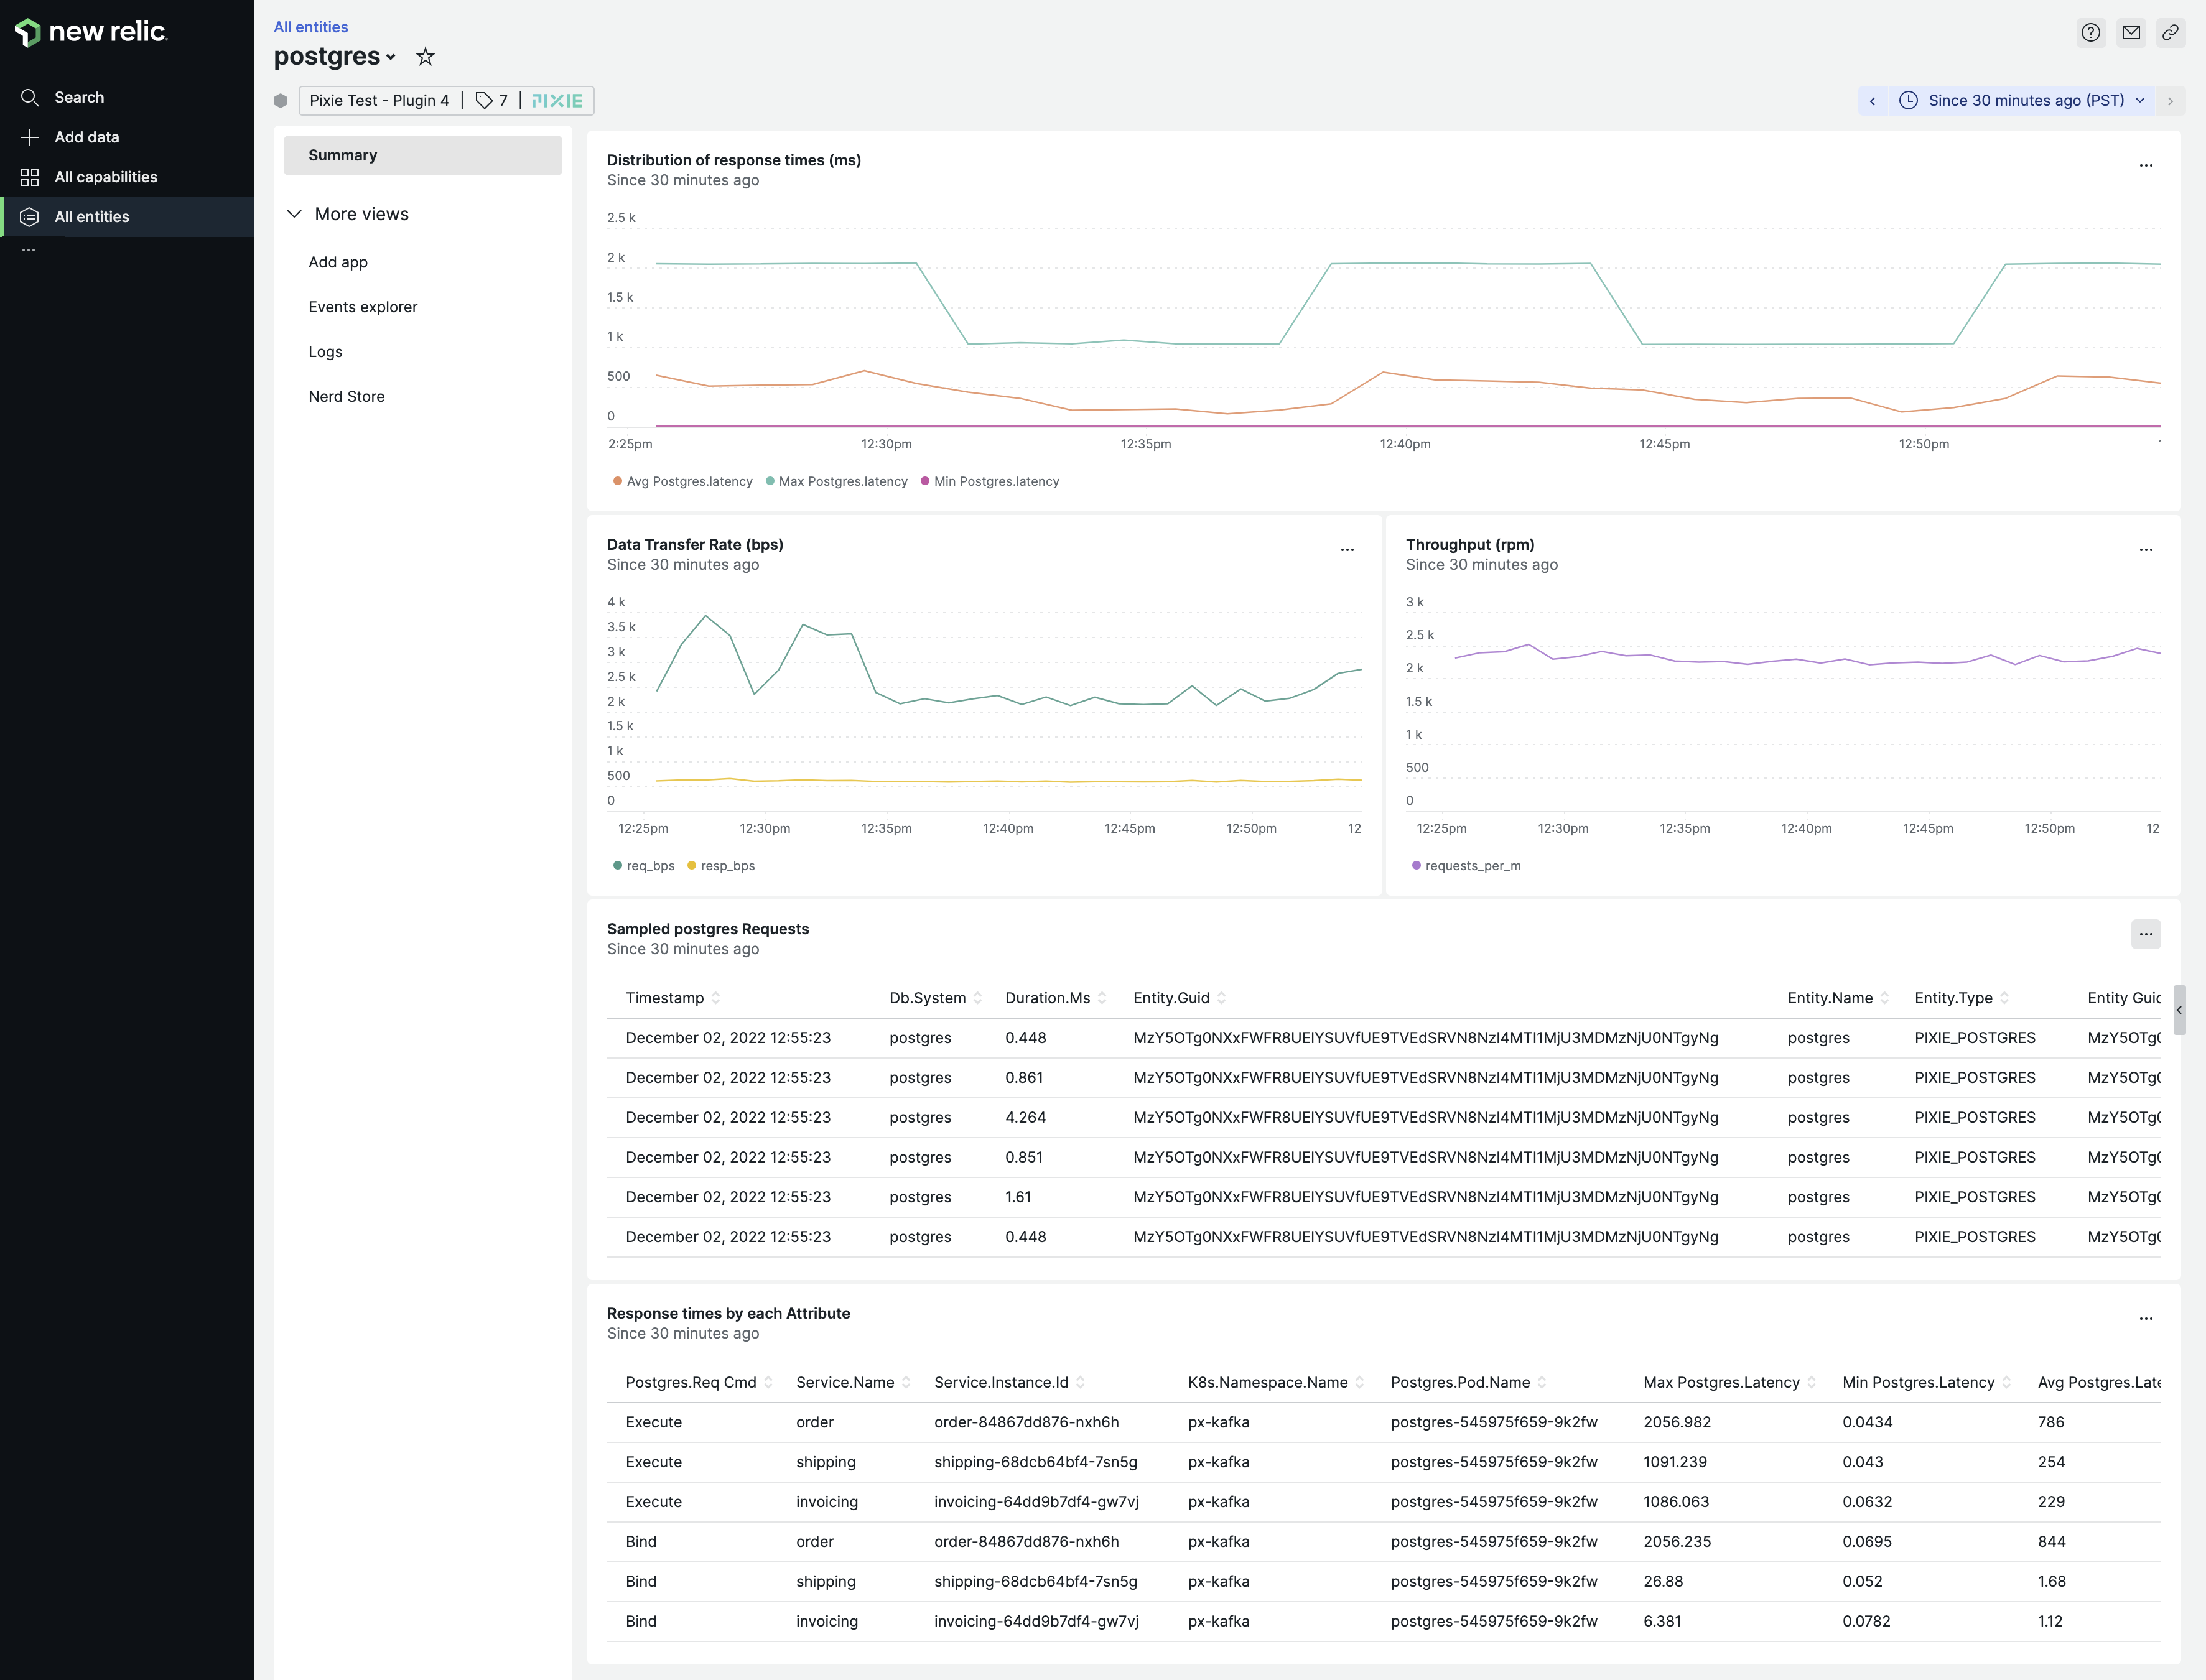 new relic.
Search
Add data
All capabilities
All entities
...
All entities
postgres
Pixie Test - Plugin 4 | 7 | PIXIE
Since 30 minutes ago (PST)
Summary
More views
Add app
Events explorer
Logs
Nerd Store
Distribution of response times (ms)
Since 30 minutes ago
...
2.5 k
2 k
1.5 k
1 k
500
0
2:25pm 12:30pm 12:35pm 12:40pm 12:45pm 12:50pm
Avg Postgres.latency Max Postgres.latency Min Postgres.latency
Data Transfer Rate (bps)
Since 30 minutes ago
...
4 k
3.5 k
3 k
2.5 k
2 k
1.5 k
1 k
500
0
12:25pm 12:30pm 12:35pm 12:40pm 12:45pm 12:50pm 12
req_bps resp_bps
Throughput (rpm)
Since 30 minutes ago
...
3 k
2.5 k
2 k
1.5 k
1 k
500
0
12:25pm 12:30pm 12:35pm 12:40pm 12:45pm 12:50pm 12:
requests_per_m
Sampled postgres Requests
Since 30 minutes ago
...
Timestamp Db.System Duration.Ms Entity.Guid Entity.Name Entity.Type Entity
December 02, 2022 12:55:23 postgres 0.448 postgres PIXIE_POSTGRES
December 02, 2022 12:55:23 postgres 0.861 postgres PIXIE_POSTGRES
December 02, 2022 12:55:23 postgres 4.264 postgres PIXIE_POSTGRES
December 02, 2022 12:55:23 postgres 0.851 postgres PIXIE_POSTGRES
December 02, 2022 12:55:23 postgres 1.61 postgres PIXIE_POSTGRES
December 02, 2022 12:55:23 postgres 0.448 postgres PIXIE_POSTGRES
Response times by each Attribute
Since 30 minutes ago
...
Postgres.Req Cmd Service.Name Service.Instance.Id K8s.Namespace.Name Postgres.Pod.Name Max Postgres.Latency Min Postgres.Latency Avg Postgres.Late
Execute order order-84867dd876-nxh6h px-kafka postgres-545975f659-9k2fw 2056.982 0.0434 786
Execute shipping shipping-68dcb64bf4-7sn5g px-kafka postgres-545975f659-9k2fw 1091.239 0.043 254
Execute invoicing invoicing-64dd9b7df4-gw7vj px-kafka postgres-545975f659-9k2fw 1086.063 0.0632 229
Bind order order-84867dd876-nxh6h px-kafka postgres-545975f659-9k2fw 2056.235 0.0695 844
Bind shipping shipping-68dcb64bf4-7sn5g px-kafka postgres-545975f659-9k2fw 26.88 0.052 1.68
Bind invoicing invoicing-64dd9b7df4-gw7vj px-kafka postgres-545975f659-9k2fw 6.381 0.0782 1.12